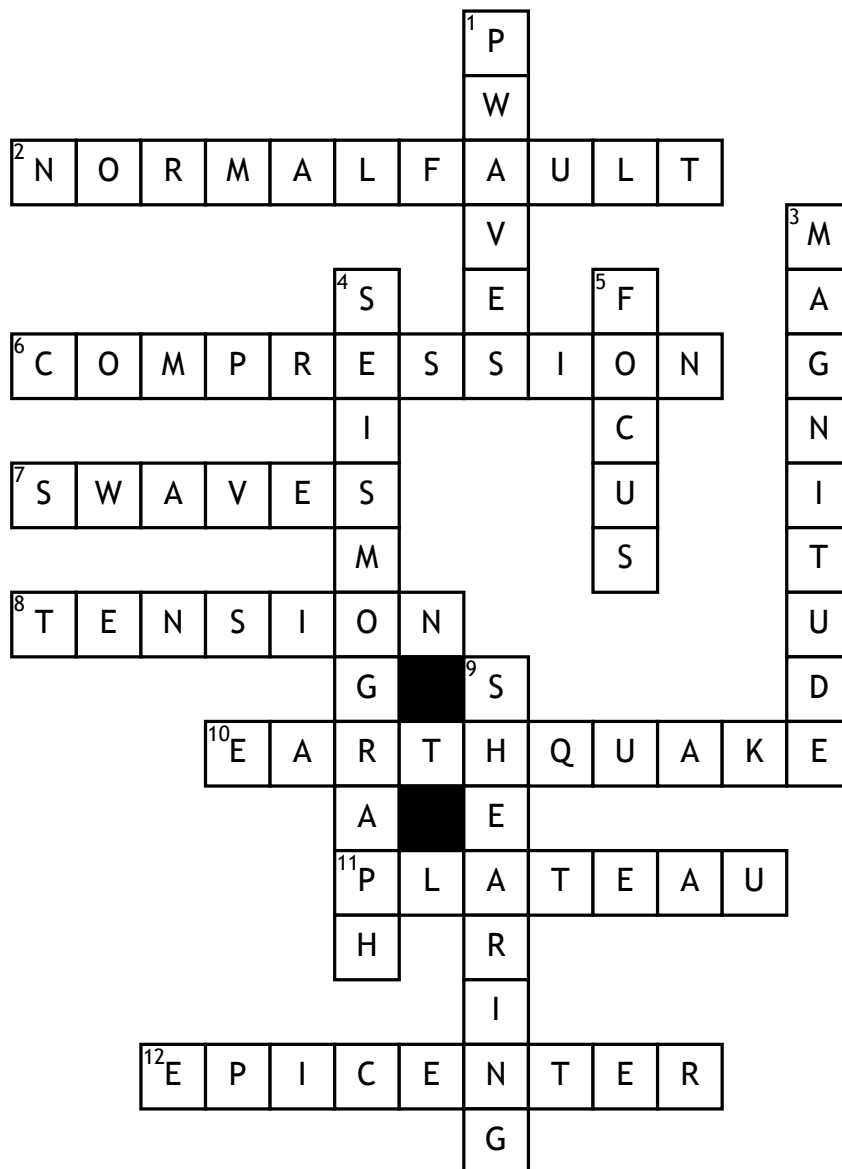 1 P
W
2 N O R M A L F A U L T
V 3 M
4 S E 5 F A
6 C O M P R E S S I O N G
I C N
7 S W A V E S U I
M S T
8 T E N S I O N U
G 9 S D
10 E A R T H Q U A K E
A E
11 P L A T E A U
H R
I
12 E P I C E N T E R
G